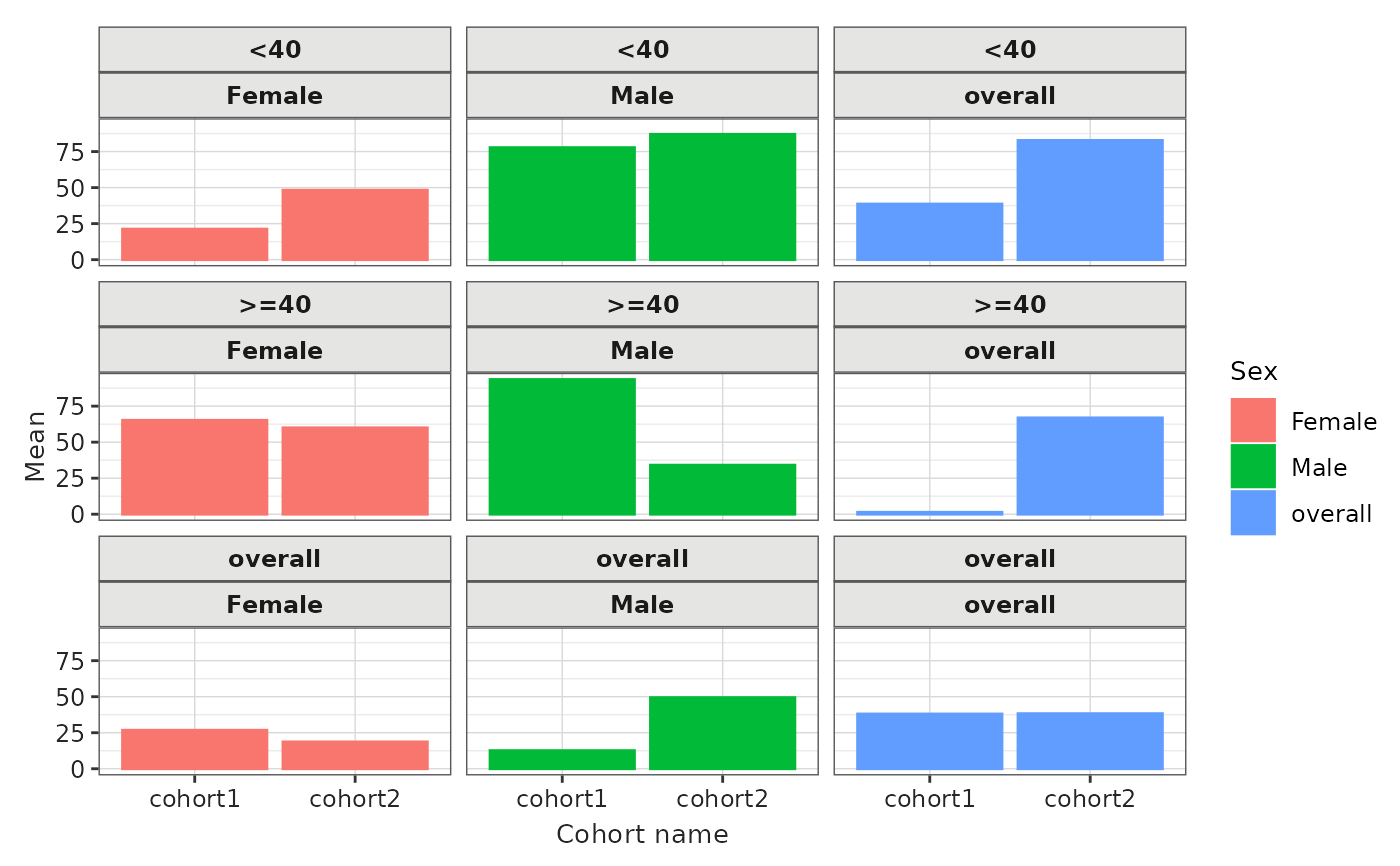 <40 <40 <40
Female Male overall
75
50
25
0
>=40 >=40 >=40
Female Male overall
75
50
25
0
overall overall overall
Female Male overall
75
50
25
0
cohort1 cohort2 cohort1 cohort2 cohort1 cohort2
Cohort name
Mean
Sex
Female
Male
overall